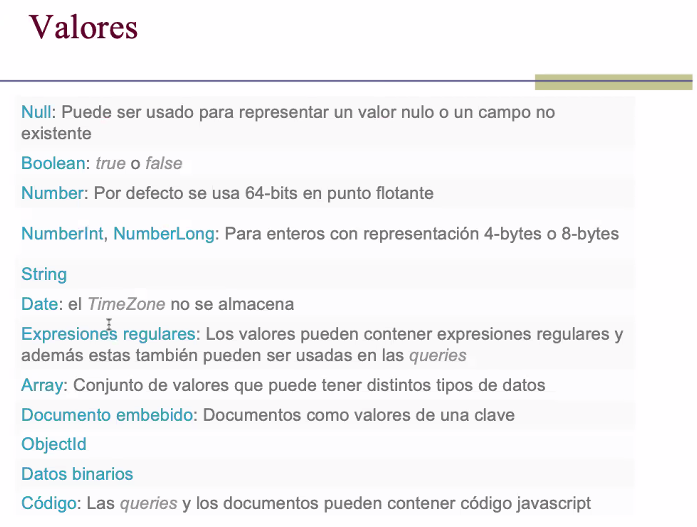 Valores
Null: Puede ser usado para representar un valor nulo o un campo no
existente
Boolean: true o false
Number: Por defecto se usa 64-bits en punto flotante
NumberInt, NumberLong: Para enteros con representación 4-bytes o 8-bytes
String
Date: el TimeZone no se almacena
Expresiones regulares: Los valores pueden contener expresiones regulares y
además estas también pueden ser usadas en las queries
Array: Conjunto de valores que puede tener distintos tipos de datos
Documento embebido: Documentos como valores de una clave
ObjectId
Datos binarios
Código: Las queries y los documentos pueden contener código javascript